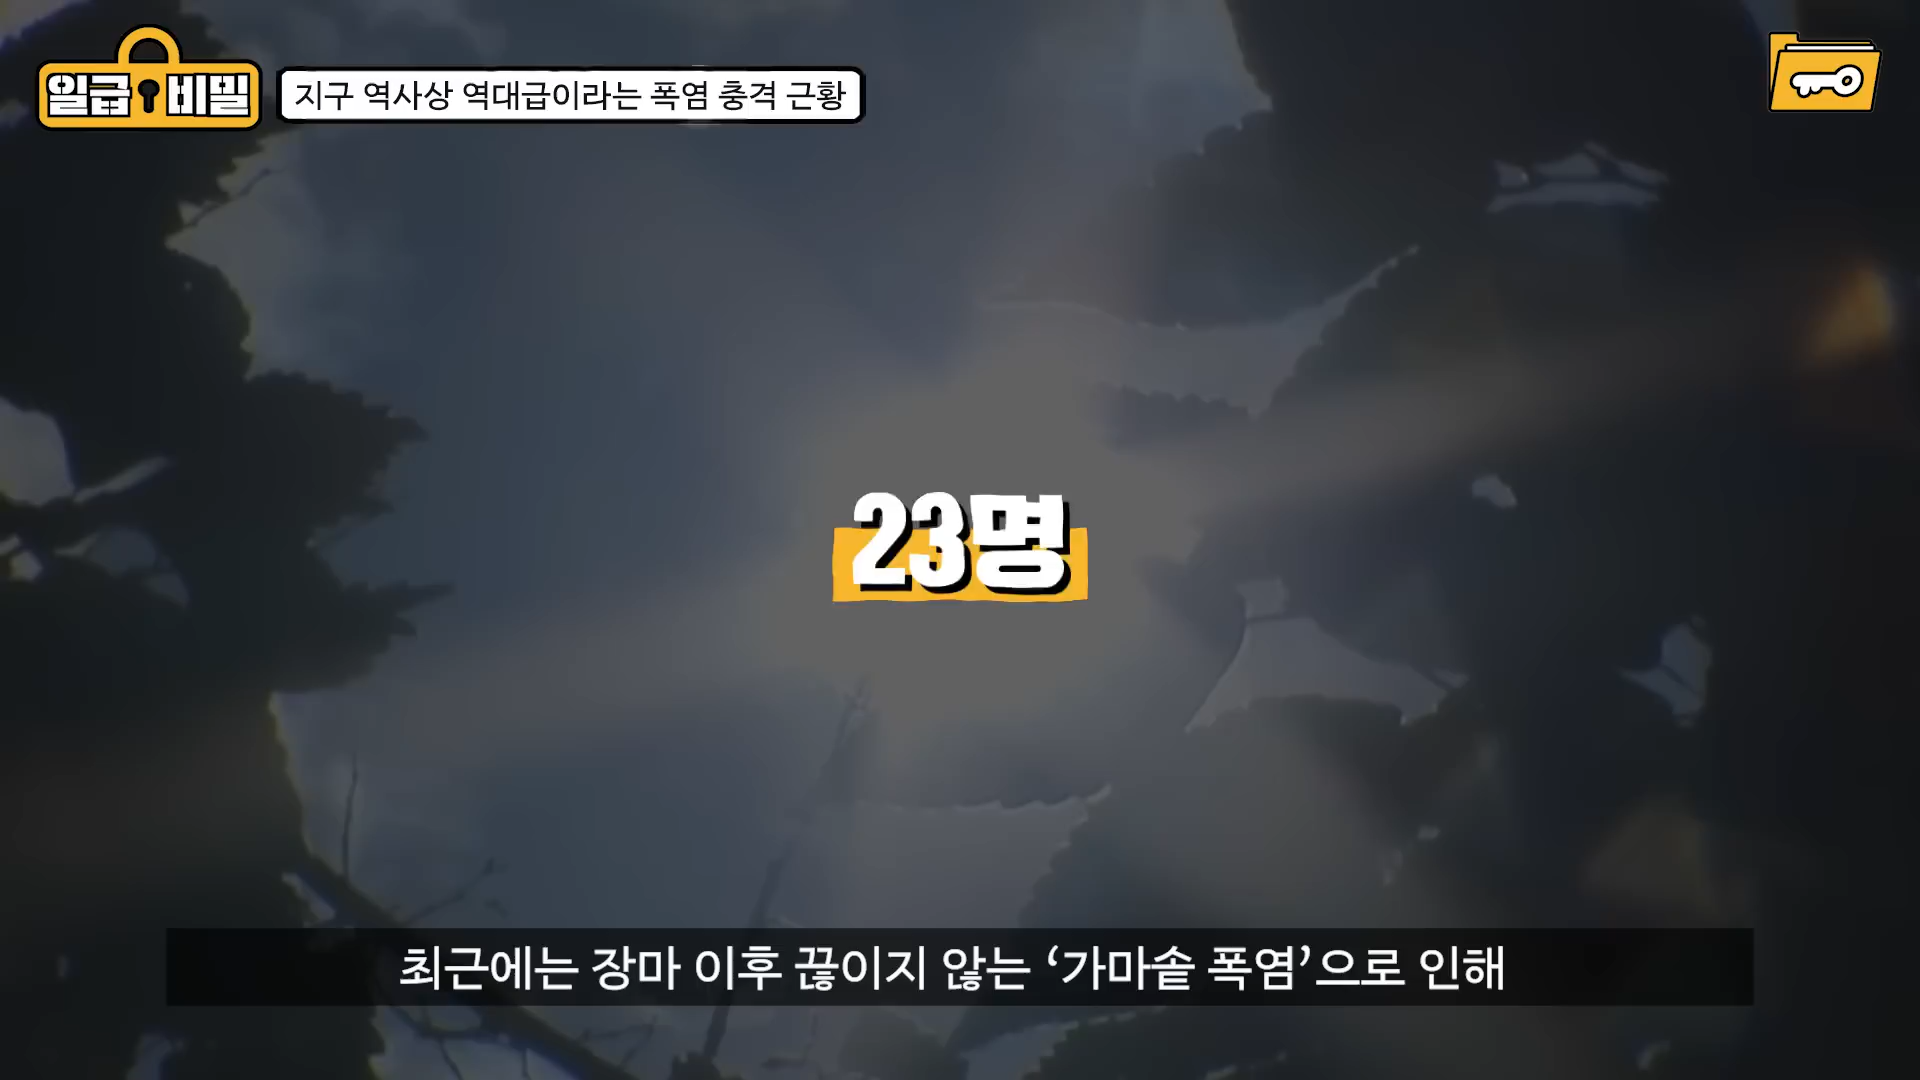 일급비밀
지구 역사상 역대급이라는 폭염 충격 근황
23명
최근에는 장마 이후 끊이지 않는 ‘가마솥 폭염’으로 인해